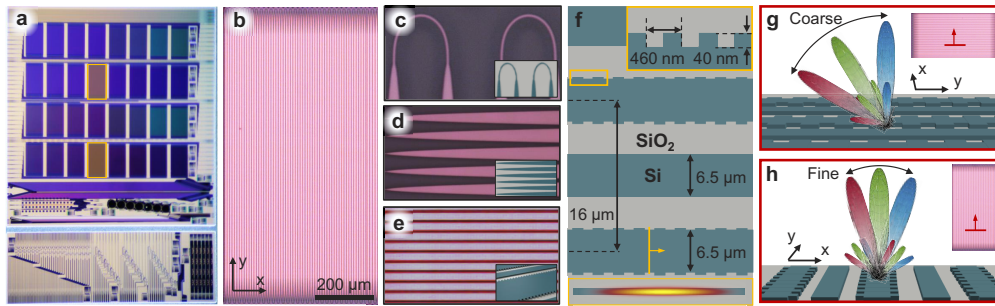 a
b
y
x
200 µm
c
d
e
f
460 nm
40 nm
SiO2
Si
6.5 µm
16 µm
6.5 µm
g
Coarse
x
y
h
Fine
y
x